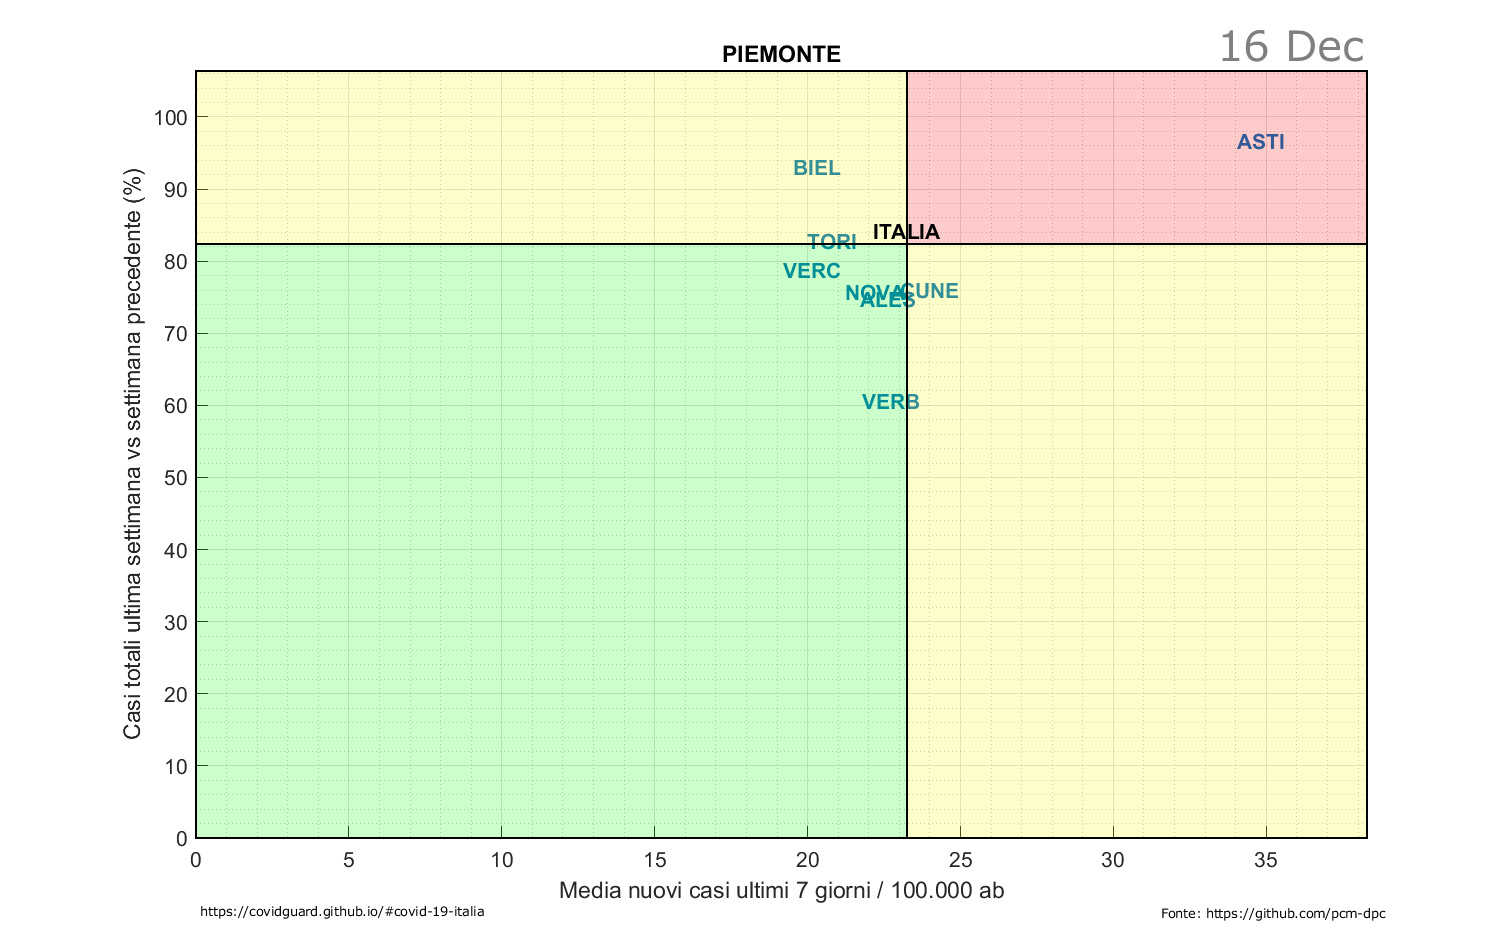 16 Dec
PIEMONTE
Casi totali ultima settimana vs settimana precedente (%)
100
90
80
70
60
50
40
30
20
10
0
ASTI
BIEL
ITALIA
TORI
VERC
NOVA
CUNE
ALES
VERB
0 5 10 15 20 25 30 35
Media nuovi casi ultimi 7 giorni / 100.000 ab
https://covidguard.github.io/#covid-19-italia
Fonte: https://github.com/pcm-dpc